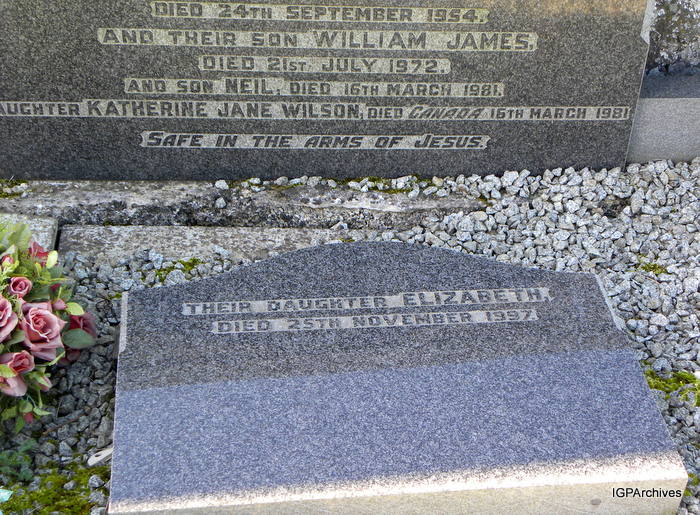 DIED 24TH SEPTEMBER 1954.
AND THEIR SON WILLIAM JAMES,
DIED 21ST. JULY 1972.
AND SON NEIL, DIED 16TH MARCH 1981.
DAUGHTER KATHERINE JANE WILSON, DIED CANADA 16TH MARCH 1981
SAFE IN THE ARMS OF JESUS.
THEIR DAUGHTER ELIZABETH,
DIED 25TH NOVEMBER 1997.
IGPArchives